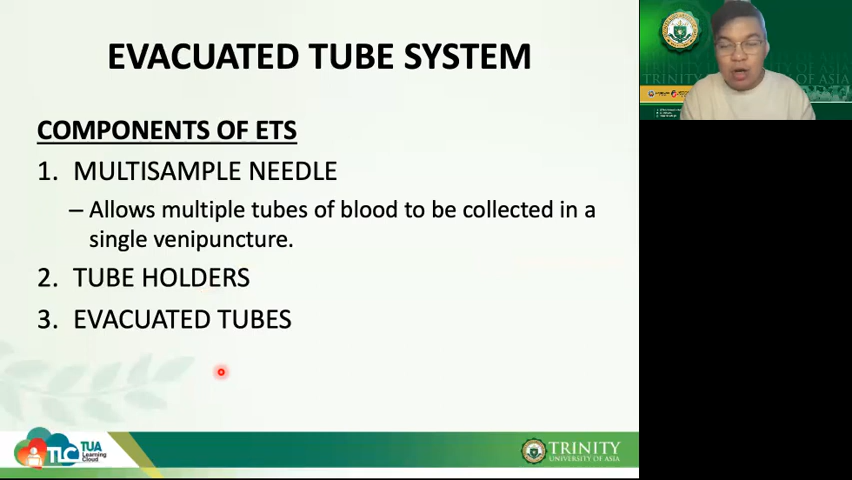 EVACUATED TUBE SYSTEM
COMPONENTS OF ETS
1. MULTISAMPLE NEEDLE
– Allows multiple tubes of blood to be collected in a
single venipuncture.
2. TUBE HOLDERS
3. EVACUATED TUBES
TLC
TUA
Learning
Cloud
TRINITY
UNIVERSITY OF ASIA